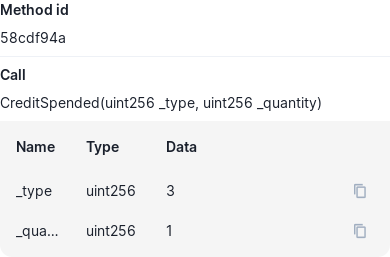 Method id
58cdf94a
Call
CreditSpended(uint256 _type, uint256 _quantity)
Name Type Data
_type uint256 3
_qua... uint256 1